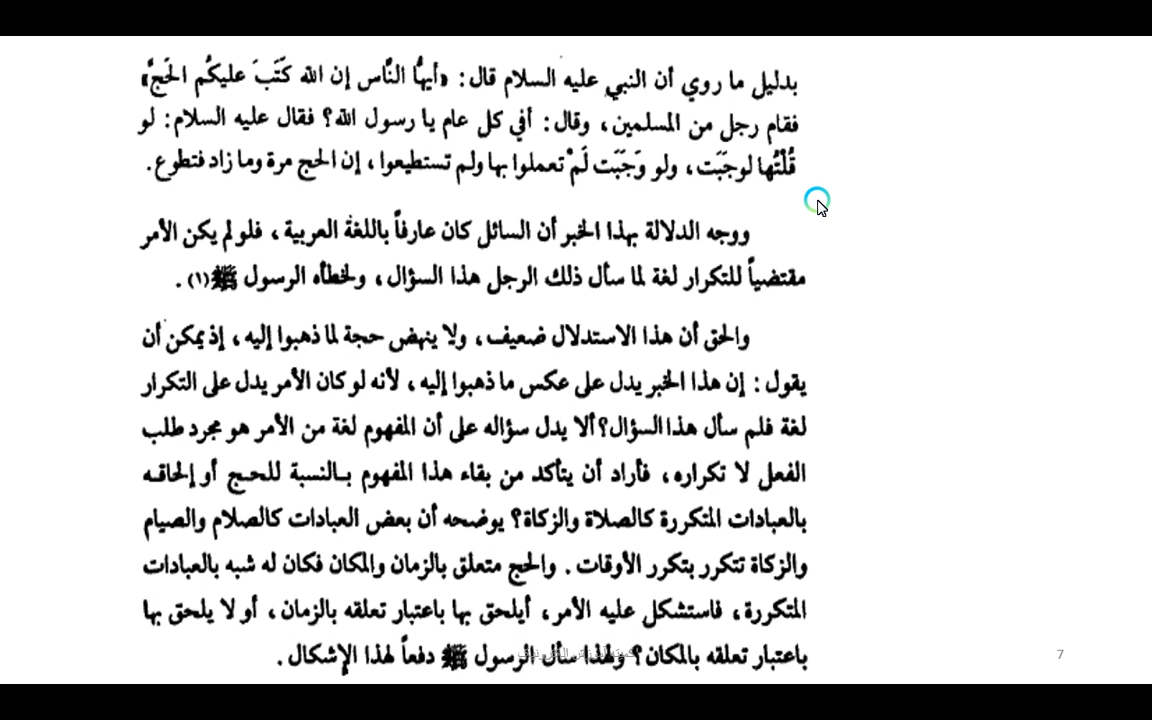 بدليل ما روي أن النبي عليه السلام قال: «أيها النَّاس إن الله كَتَبَ عليكُم الحَجَّ»
فقام رجل من المسلمين، وقال: أفي كل عام يا رسول الله؟ فقال عليه السلام: لو
قُلْتُها لوجَبَت، ولو وَجَبَت لَمْ تعملوا بها ولم تستطيعوا، إن الحج مرة وما زاد فتطوع.
ووجه الدلالة بهذا الخبر أن السائل كان عارفاً باللغة العربية، فلو لم يكن الأمر
مقتضياً للتكرار لغة لما سأل ذلك الرجل هذا السؤال، ولخطأه الرسول ﷺ(١).
والحق أن هذا الاستدلال ضعيف، ولا ينهض حجة لما ذهبوا إليه، إذ يمكن أن
يقول: إن هذا الخبر يدل على عكس ما ذهبوا إليه، لأنه لو كان الأمر يدل على التكرار
لغة فلم سأل هذا السؤال؟ ألا يدل سؤاله على أن المفهوم لغة من الأمر هو مجرد طلب
الفعل لا تكراره، فأراد أن يتأكد من بقاء هذا المفهوم بالنسبة للحج أو إلحاقه
بالعبادات المتكررة كالصلاة والزكاة؟ يوضحه أن بعض العبادات كالصلام والصيام
والزكاة تتكرر بتكرر الأوقات. والحج متعلق بالزمان والمكان فكان له شبه بالعبادات
المتكررة، فاستشكل عليه الأمر، أيلحق بها باعتبار تعلقه بالزمان، أو لا يلحق بها
باعتبار تعلقه بالمكان؟ ولهذا سأل الرسول ﷺ دفعاً لهذا الإشكال.
7